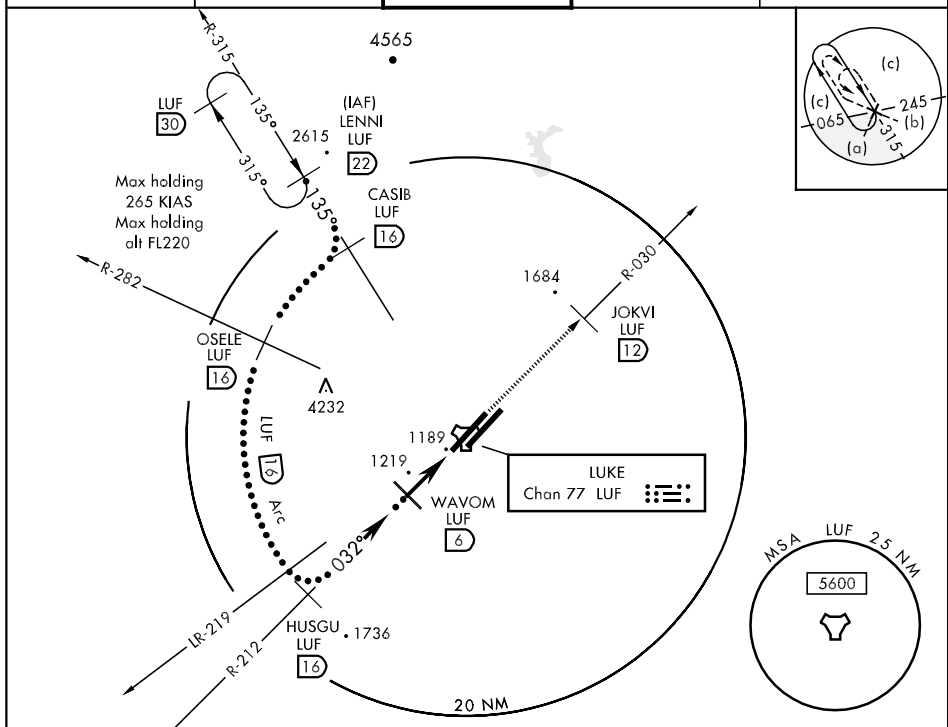 R-315
4565
LUF
30
135°
315°
(IAF)
LENNI
LUF
22
2615
135°
CASIB
LUF
16
Max holding
265 KIAS
Max holding
alt FL220
R-282
OSELE
LUF
16
4232
1684
R-030
JOKVI
LUF
12
LUF 16 Arc
1189
1219
WAVOM
LUF
6
LUKE
Chan 77 LUF
032°
LR-219
R-212
HUSGU
LUF
16
1736
20 NM
(c)
(c)
245
065
(b)
(a)
315
MSA LUF 25 NM
5600